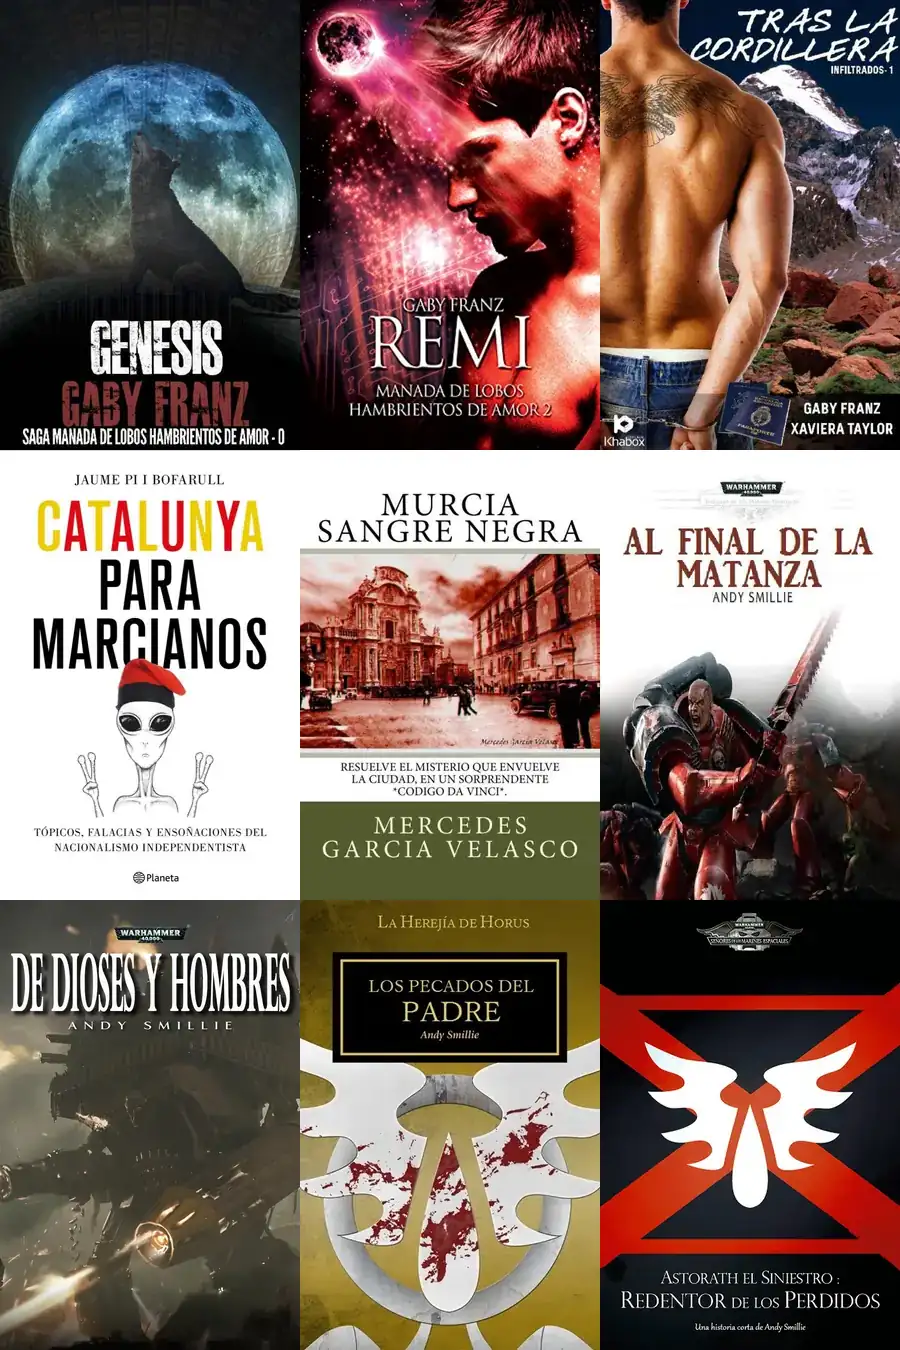 GENESIS
GABY FRANZ
SAGA MANADA DE LOBOS HAMBRIENTOS DE AMOR - 0
GABY FRANZ
REMI
MANADA DE LOBOS
HAMBRIENTOS DE AMOR 2
TRAS LA
CORDILLERA
INFILTRADOS- 1
Khabox
GABY FRANZ
XAVIERA TAYLOR
JAUME PI I BOFARULL
CATALUNYA
PARA
MARCIANOS
TÓPICOS, FALACIAS Y ENSOÑACIONES DEL
NACIONALISMO INDEPENDENTISTA
Planeta
MURCIA
SANGRE NEGRA
Mercedes Garcia Velasco
RESUELVE EL MISTERIO QUE ENVUELVE
LA CIUDAD, EN UN SORPRENDENTE
*CODIGO DA VINCI*.
MERCEDES
GARCIA VELASCO
WARHAMMER
40,000
AL FINAL DE LA
MATANZA
ANDY SMILLIE
WARHAMMER
40,000
DE DIOSES Y HOMBRES
ANDY SMILLIE
LA HEREJÍA DE HORUS
LOS PECADOS DEL
PADRE
Andy Smillie
SEÑORES DE LOS MARINES ESPACIALES
ASTORATH EL SINIESTRO :
REDENTOR DE LOS PERDIDOS
Una historia corta de Andy Smillie